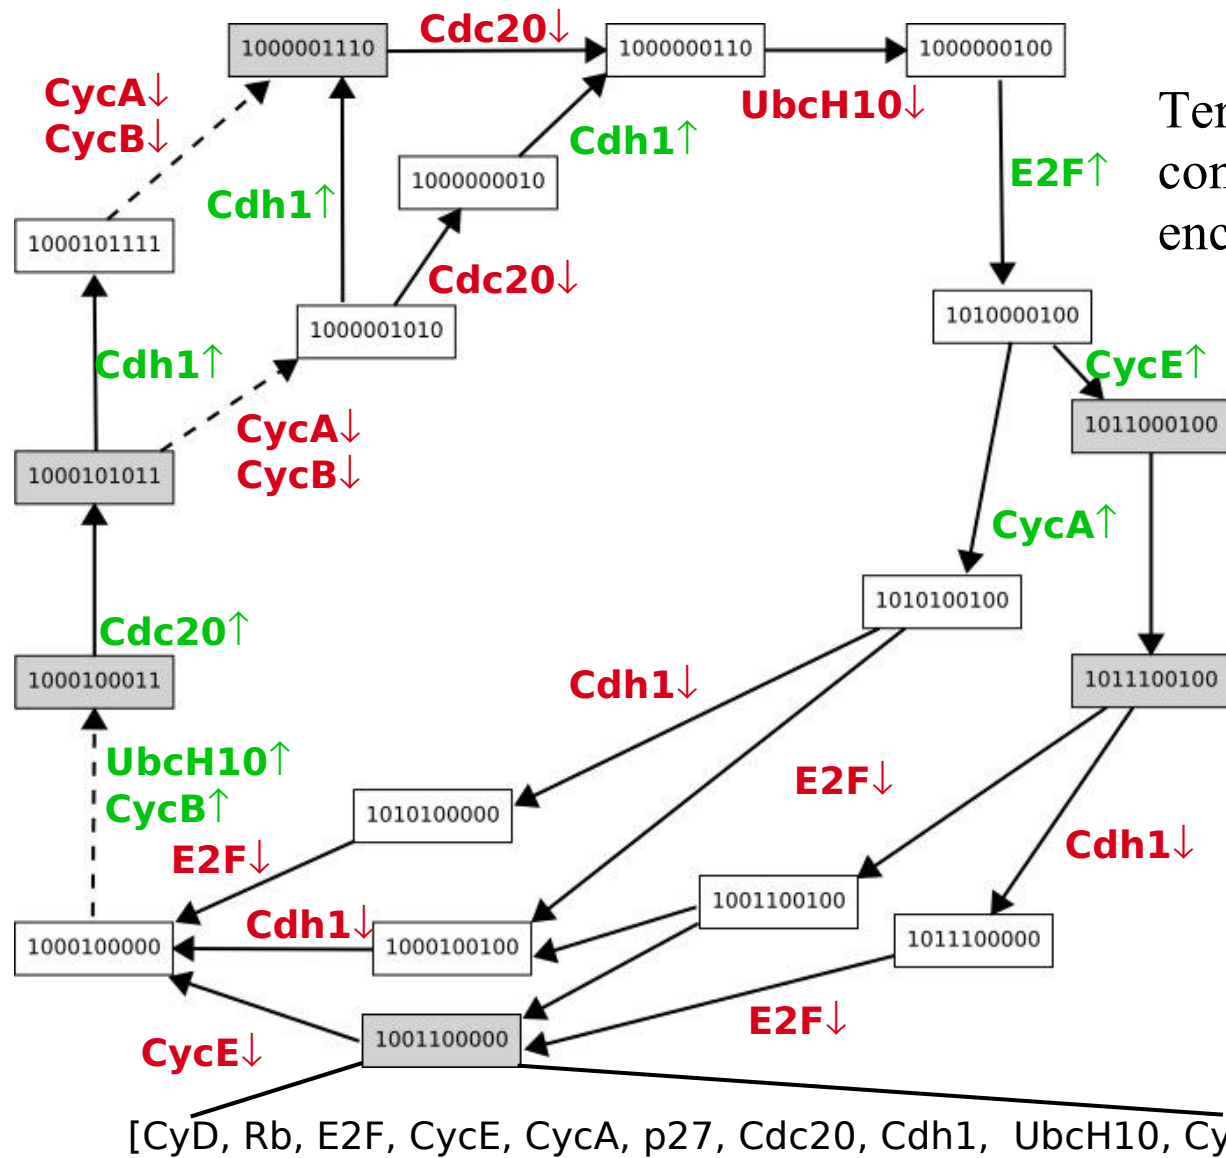 Cdc20↓
1000001110
1000000110
1000000100
CycA↓
CycB↓
UbcH10↓
Cdh1↑
E2F↑
1000000010
Cdh1↑
1000101111
Cdc20↓
1000001010
1010000100
Cdh1↑
CycE↑
CycA↓
CycB↓
1011000100
1000101011
CycA↑
1010100100
Cdc20↑
1000100011
Cdh1↓
1011100100
UbcH10↑
CycB↑
E2F↓
1010100000
E2F↓
Cdh1↓
1001100100
Cdh1↓
1000100000
1000100100
1011100000
E2F↓
1001100000
CycE↓
[CyD, Rb, E2F, CycE, CycA, p27, Cdc20, Cdh1, UbcH10,